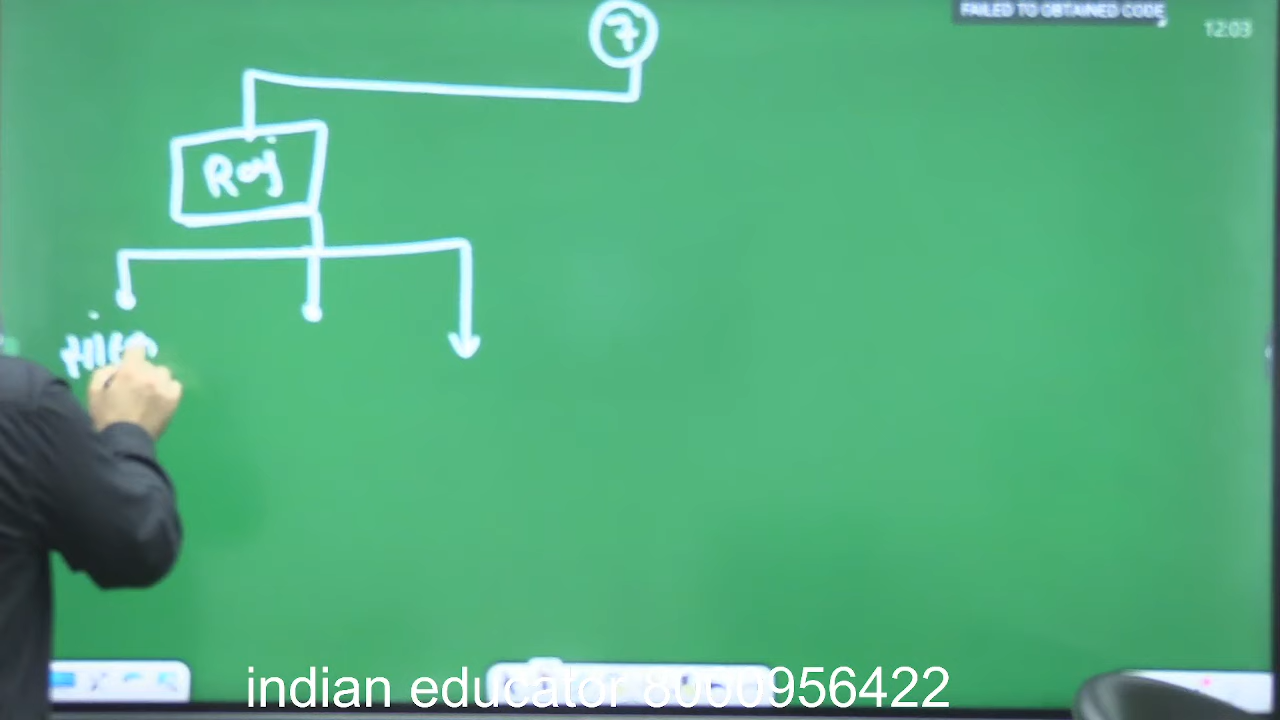 FAILED TO OBTAINED CODE
12:03
7
Raj
indian educator 8000956422